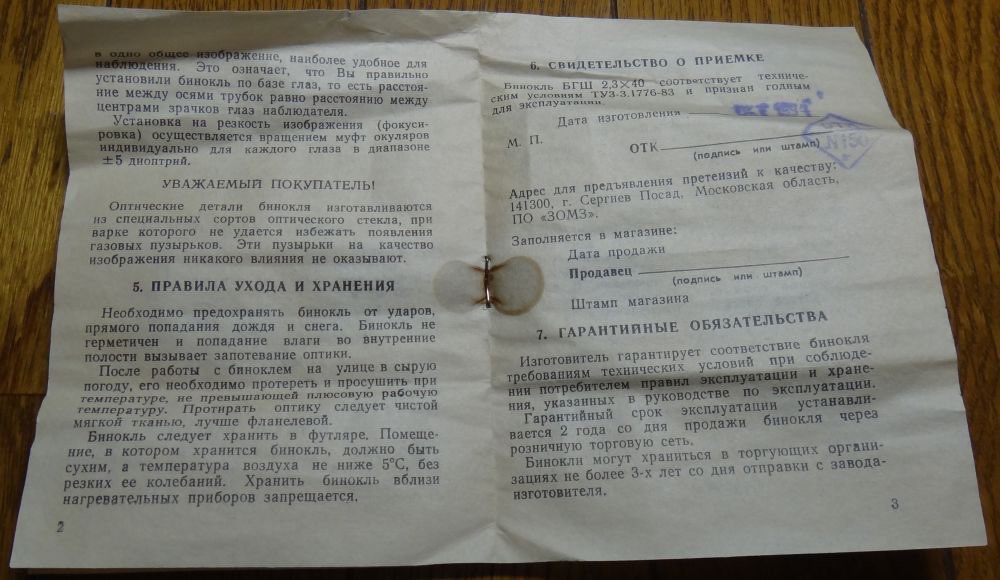 в одно общее изображение, наиболее удобное для
наблюдения. Это означает, что Вы правильно
установили бинокль по базе глаз, то есть расстоя-
ние между осями трубок равно расстоянию между
центрами зрачков глаз наблюдателя.
Установка на резкость изображения (фокуси-
ровка) осуществляется вращением муфт окуляров
индивидуально для каждого глаза в диапазоне
±5 диоптрий.
УВАЖАЕМЫЙ ПОКУПАТЕЛЬ!
Оптические детали бинокля изготавливаются
из специальных сортов оптического стекла, при
варке которого не удается избежать появления
газовых пузырьков. Эти пузырьки на качество
изображения никакого влияния не оказывают.
5. ПРАВИЛА УХОДА И ХРАНЕНИЯ
Необходимо предохранять бинокль от ударов,
прямого попадания дождя и снега. Бинокль не
герметичен и попадание влаги во внутренние
полости вызывает запотевание оптики.
После работы с биноклем на улице в сырую
погоду, его необходимо протереть и просушить при
температуре, не превышающей плюсовую рабочую
температуру. Протирать оптику следует чистой
мягкой тканью, лучше фланелевой.
Бинокль следует хранить в футляре. Помеще-
ние, в котором хранится бинокль, должно быть
сухим, а температура воздуха не ниже 5°С, без
резких ее колебаний. Хранить бинокль вблизи
нагревательных приборов запрещается.
2
6. СВИДЕТЕЛЬСТВО О ПРИЕМКЕ
Бинокль БГШ 2,3×40 соответствует техниче-
ским условиям ТУЗ-3.1776-83 и признан годным
для эксплуатации.
Дата изготовления
М. П.
ОТК
(подпись или штамп)
N150
Адрес для предъявления претензий к качеству:
141300, г. Сергиев Посад, Московская область,
ПО «ЗОМЗ».
Заполняется в магазине:
Дата продажи
Продавец
(подпись или штамп)
Штамп магазина
7. ГАРАНТИЙНЫЕ ОБЯЗАТЕЛЬСТВА
Изготовитель гарантирует соответствие бинокля
требованиям технических условий при соблюде-
нии потребителем правил эксплуатации и хране-
ния, указанных в руководстве по эксплуатации.
Гарантийный срок эксплуатации устанавли-
вается 2 года со дня продажи бинокля через
розничную торговую сеть.
Бинокли могут храниться в торгующих органи-
зациях не более 3-х лет со дня отправки с завода-
изготовителя.
3